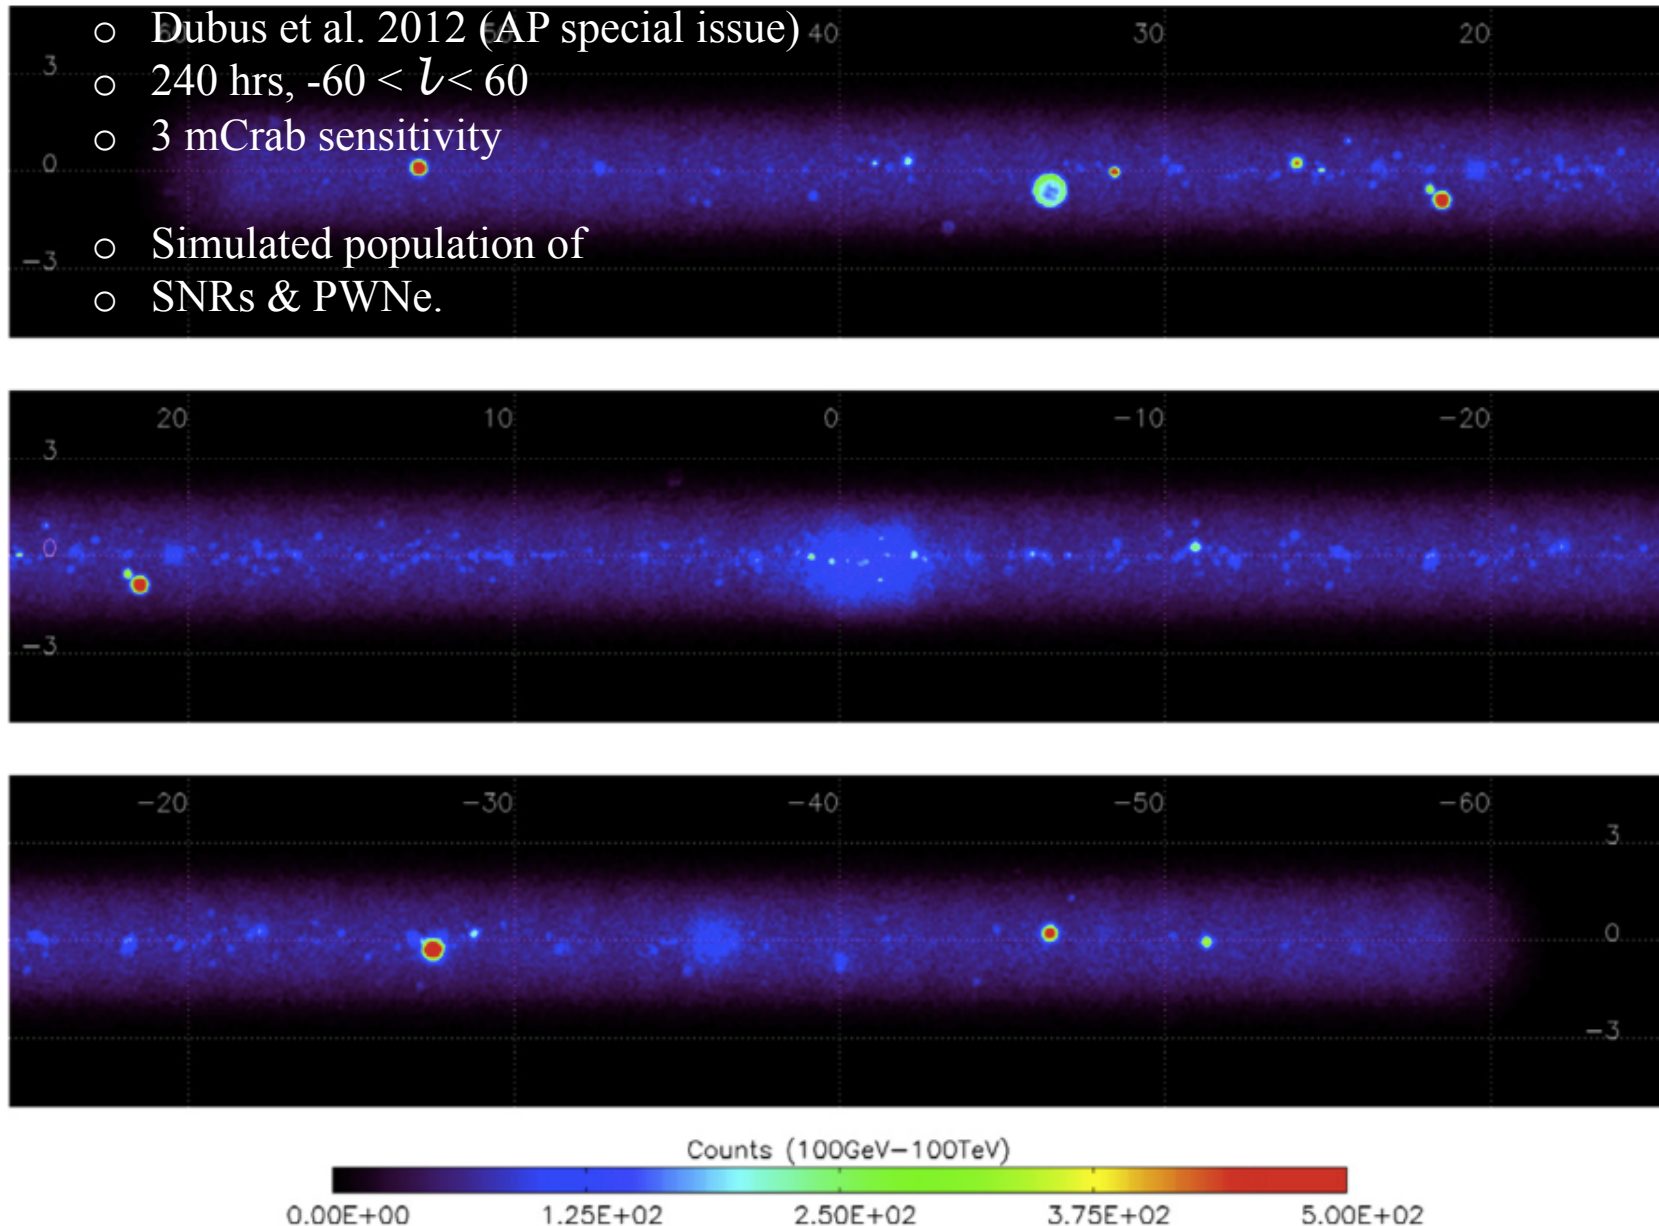 ○ Dubus et al. 2012 (AP special issue)
○ 240 hrs, -60 < l < 60
○ 3 mCrab sensitivity
○ Simulated population of
○ SNRs & PWNe.
60 50 40 30 20
3
0
−3
20 10 0 −10 −20
3
0
−3
−20 −30 −40 −50 −60
3
0
−3
Counts (100GeV−100TeV)
0.00E+00 1.25E+02 2.50E+02 3.75E+02 5.00E+02